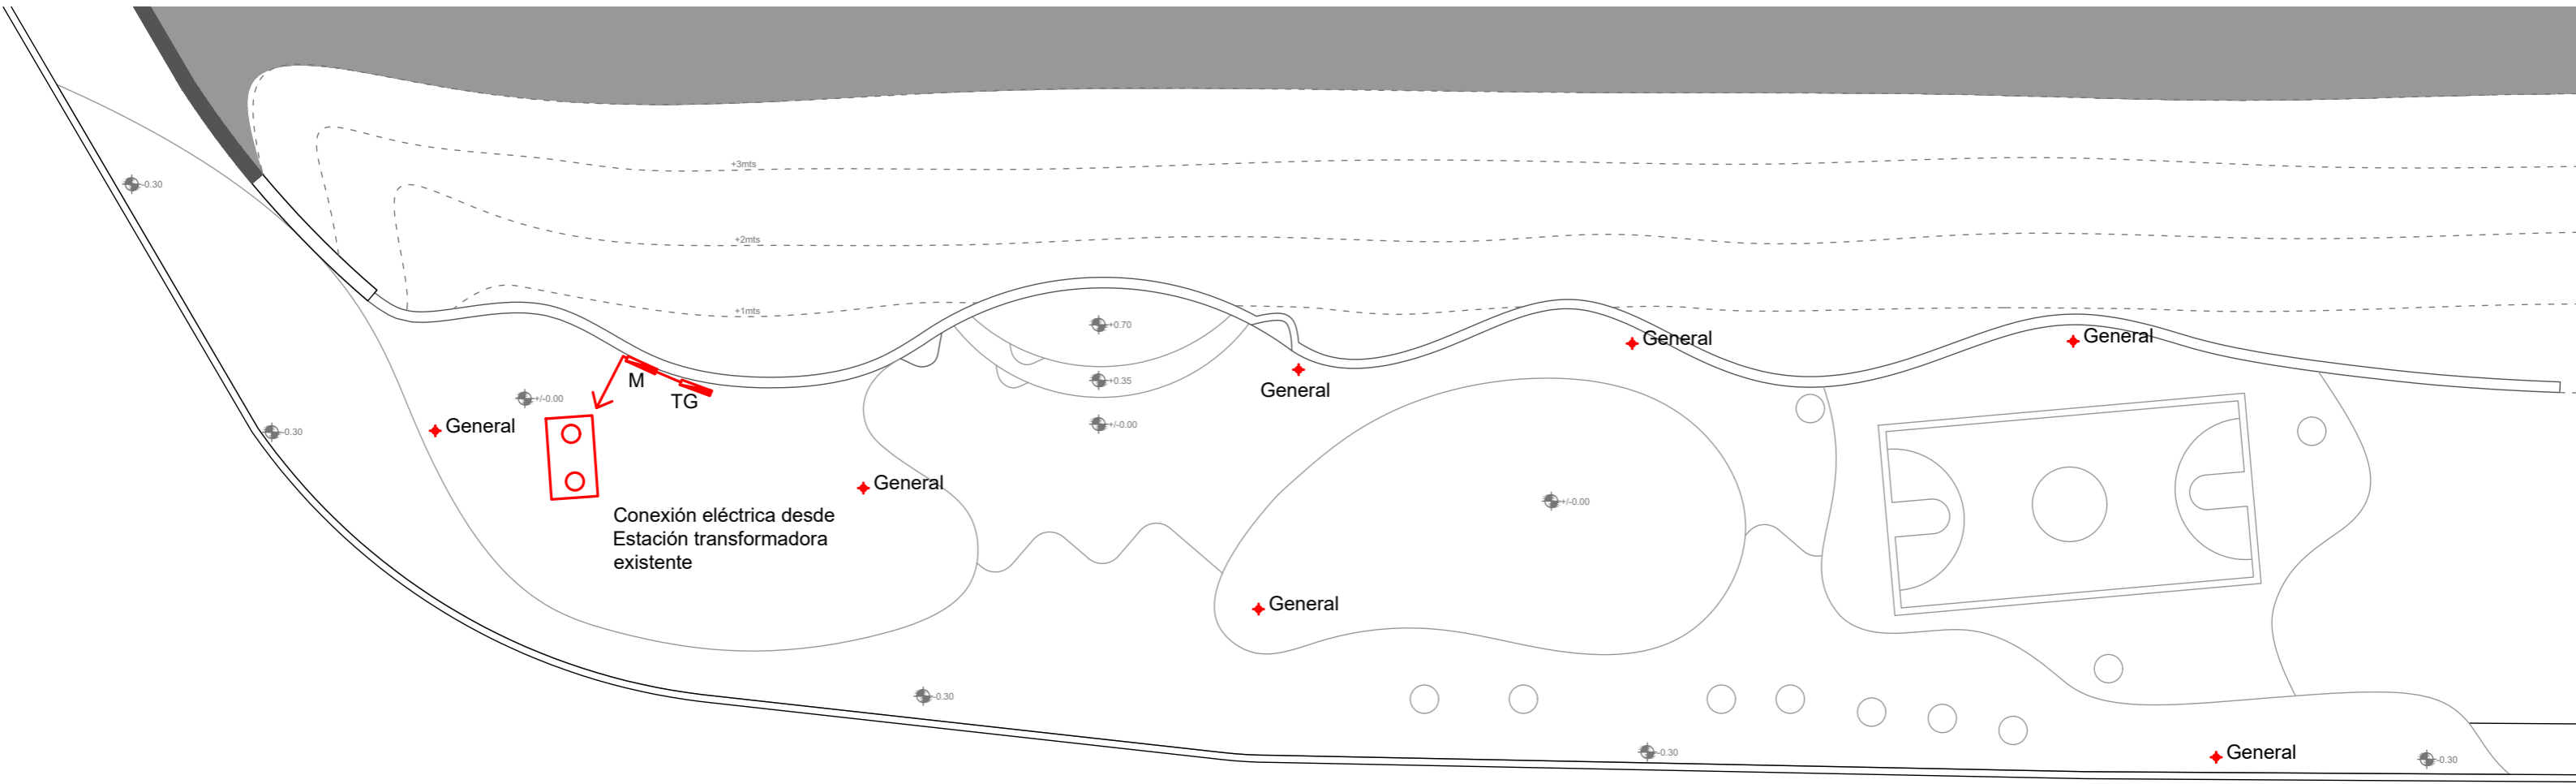 +3mts
-0.30
+2mts
+1mts
+0.70
General
General
+0.35
M
General
TG
+/-0.00
+/-0.00
General
-0.30
General
+/-0.00
Conexión eléctrica desde
Estación transformadora
existente
General
-0.30
-0.30
General
-0.30